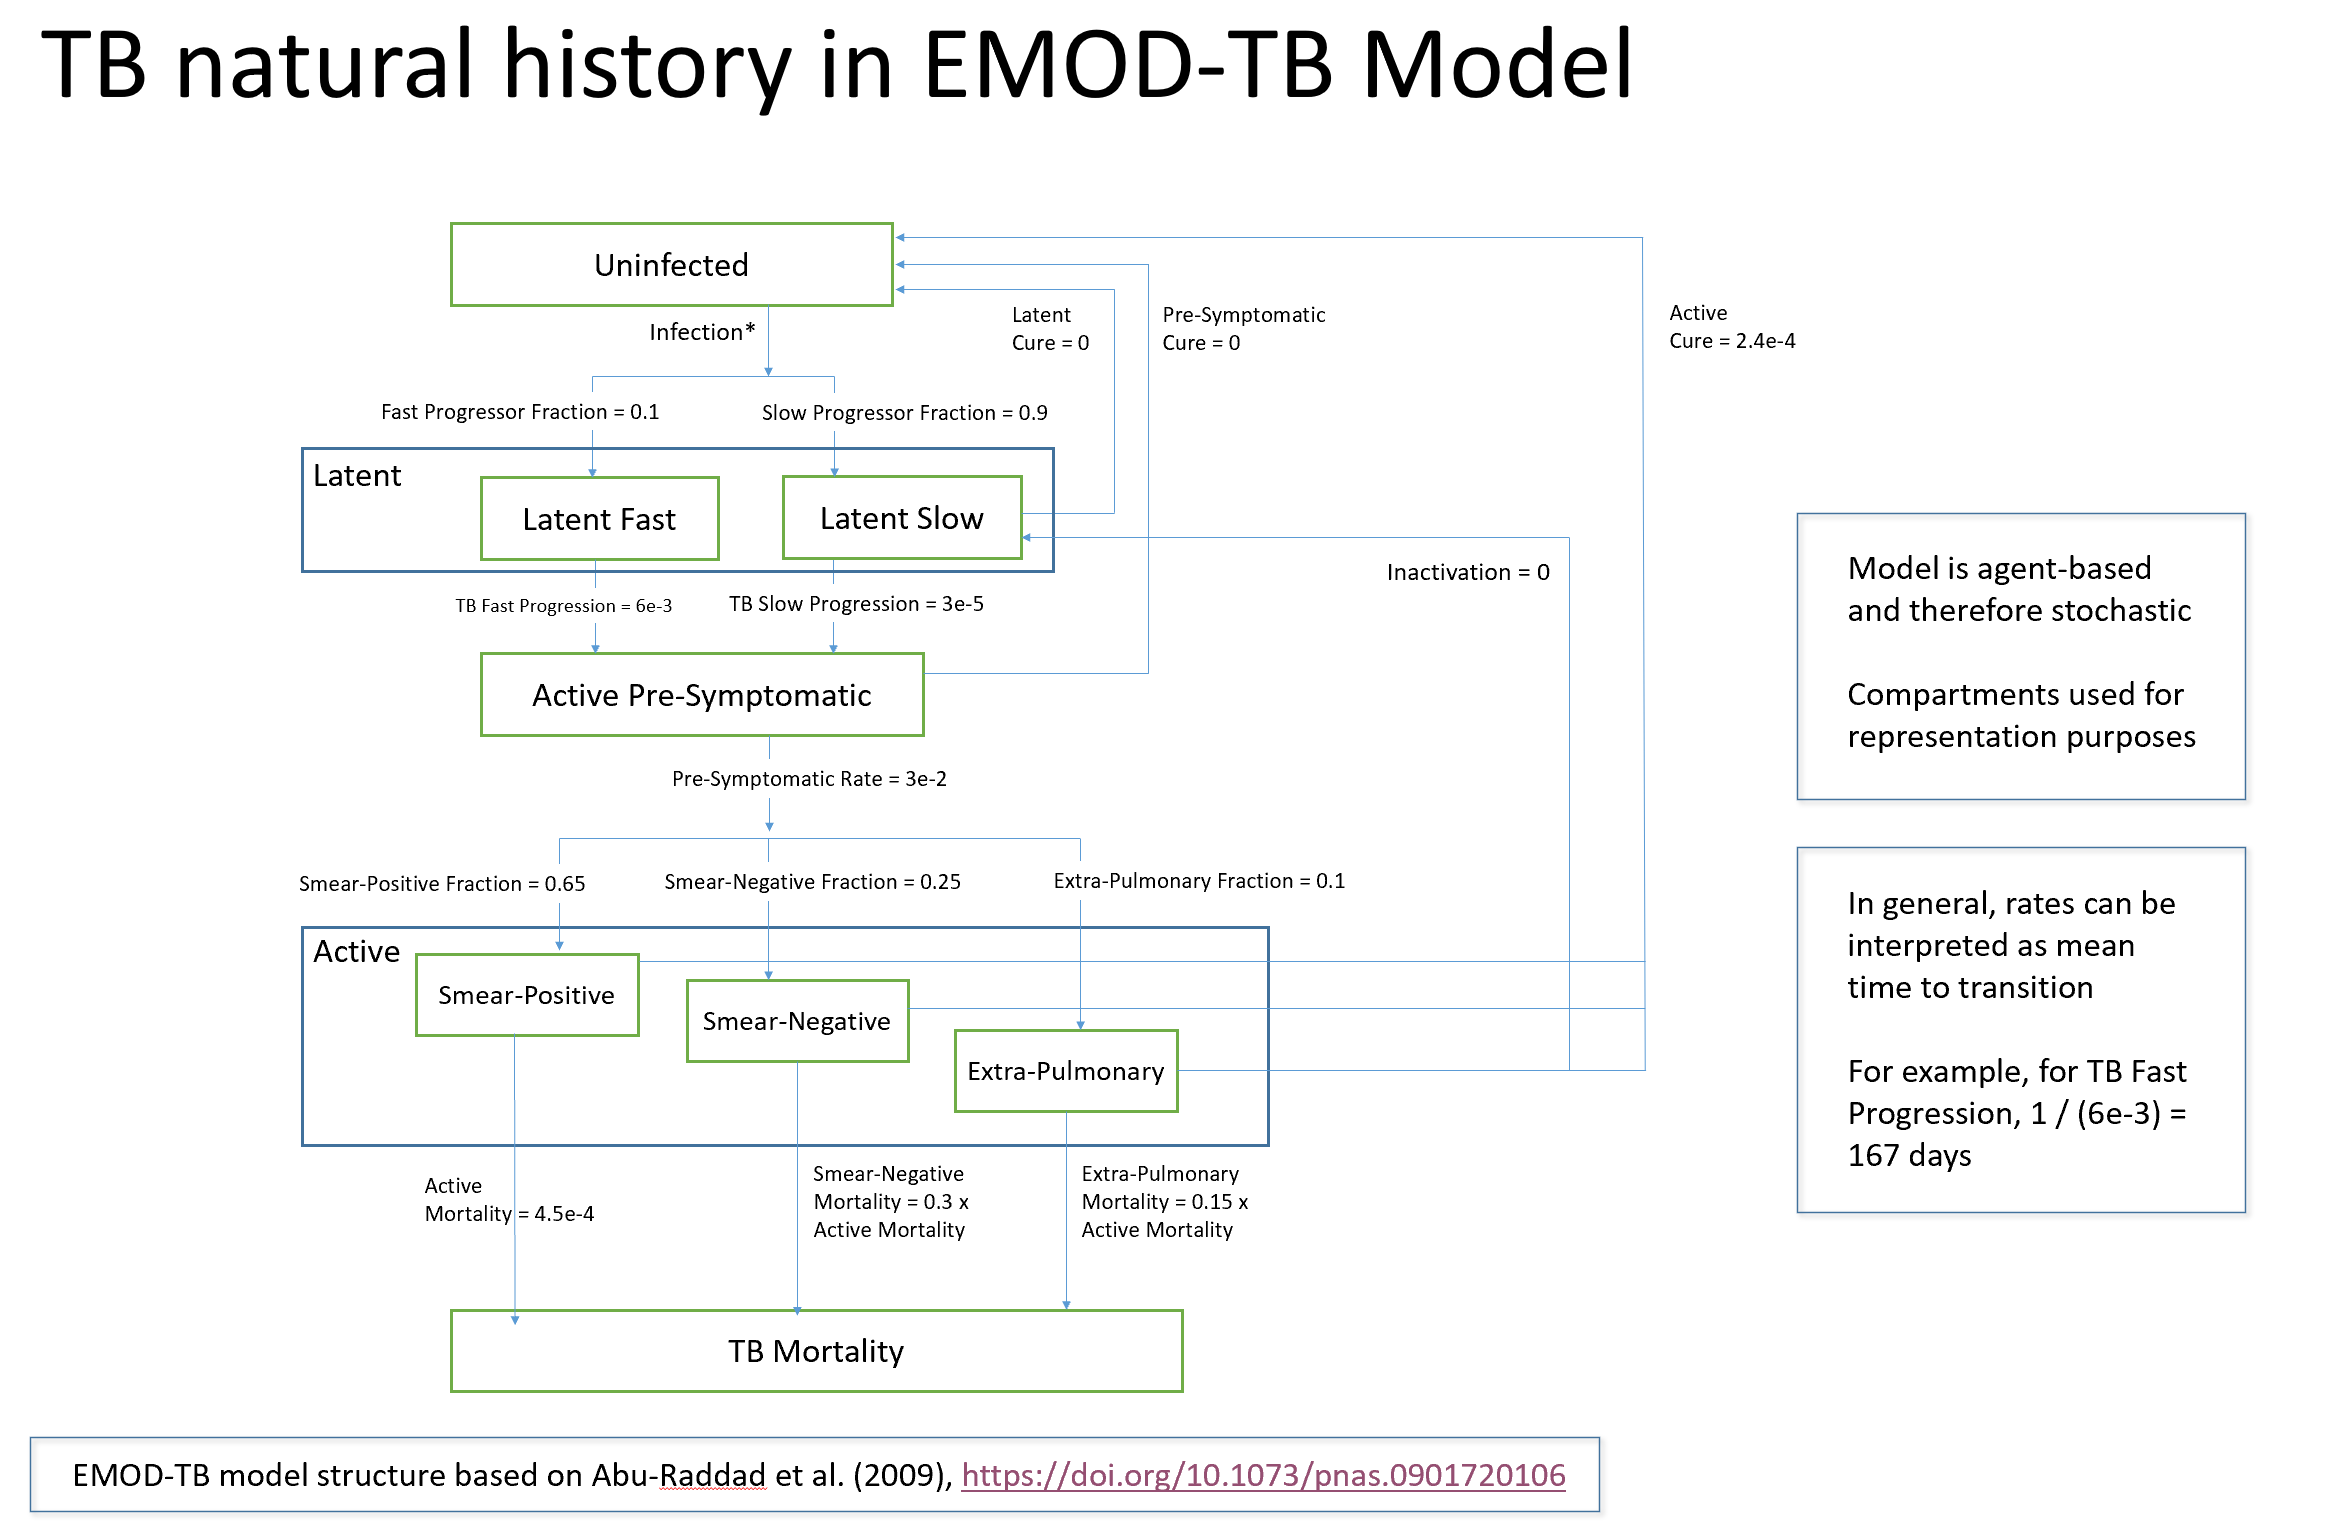 TB natural history in EMOD-TB Model
Uninfected
Infection*
Latent
Cure = 0
Pre-Symptomatic
Cure = 0
Active
Cure = 2.4e-4
Fast Progressor Fraction = 0.1
Slow Progressor Fraction = 0.9
Latent
Latent Fast
Latent Slow
Inactivation = 0
TB Fast Progression = 6e-3
TB Slow Progression = 3e-5
Active Pre-Symptomatic
Pre-Symptomatic Rate = 3e-2
Smear-Positive Fraction = 0.65
Smear-Negative Fraction = 0.25
Extra-Pulmonary Fraction = 0.1
Active
Smear-Positive
Smear-Negative
Extra-Pulmonary
Active
Mortality = 4.5e-4
Smear-Negative
Mortality = 0.3 x
Active Mortality
Extra-Pulmonary
Mortality = 0.15 x
Active Mortality
TB Mortality
Model is agent-based
and therefore stochastic
Compartments used for
representation purposes
In general, rates can be
interpreted as mean
time to transition
For example, for TB Fast
Progression, 1 / (6e-3) =
167 days
EMOD-TB model structure based on Abu-Raddad et al. (2009), https://doi.org/10.1073/pnas.0901720106